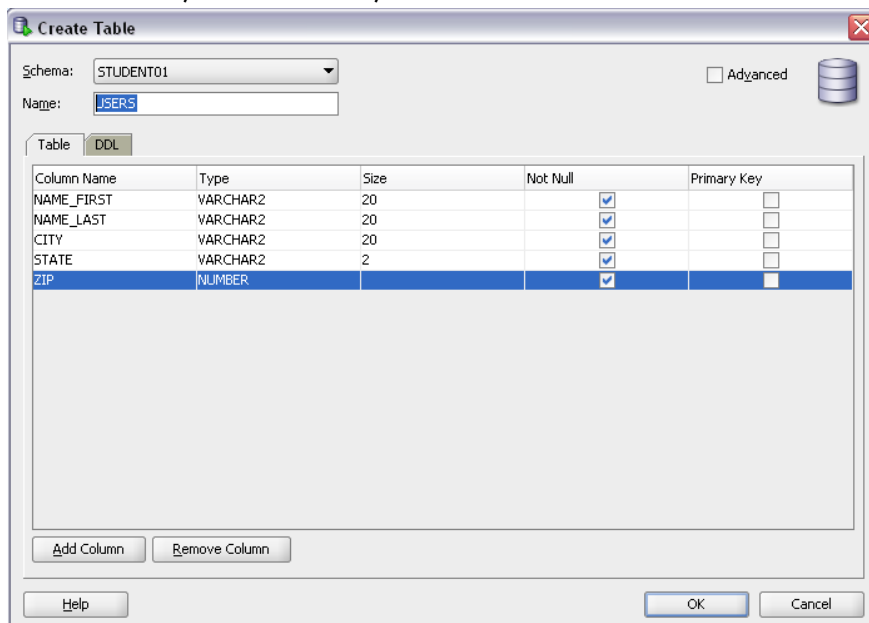 Create Table
Schema: STUDENT01 Advanced
Name: USERS
Table DDL
Column Name Type Size Not Null Primary Key
NAME_FIRST VARCHAR2 20
NAME_LAST VARCHAR2 20
CITY VARCHAR2 20
STATE VARCHAR2 2
ZIP NUMBER
Add Column Remove Column
Help OK Cancel